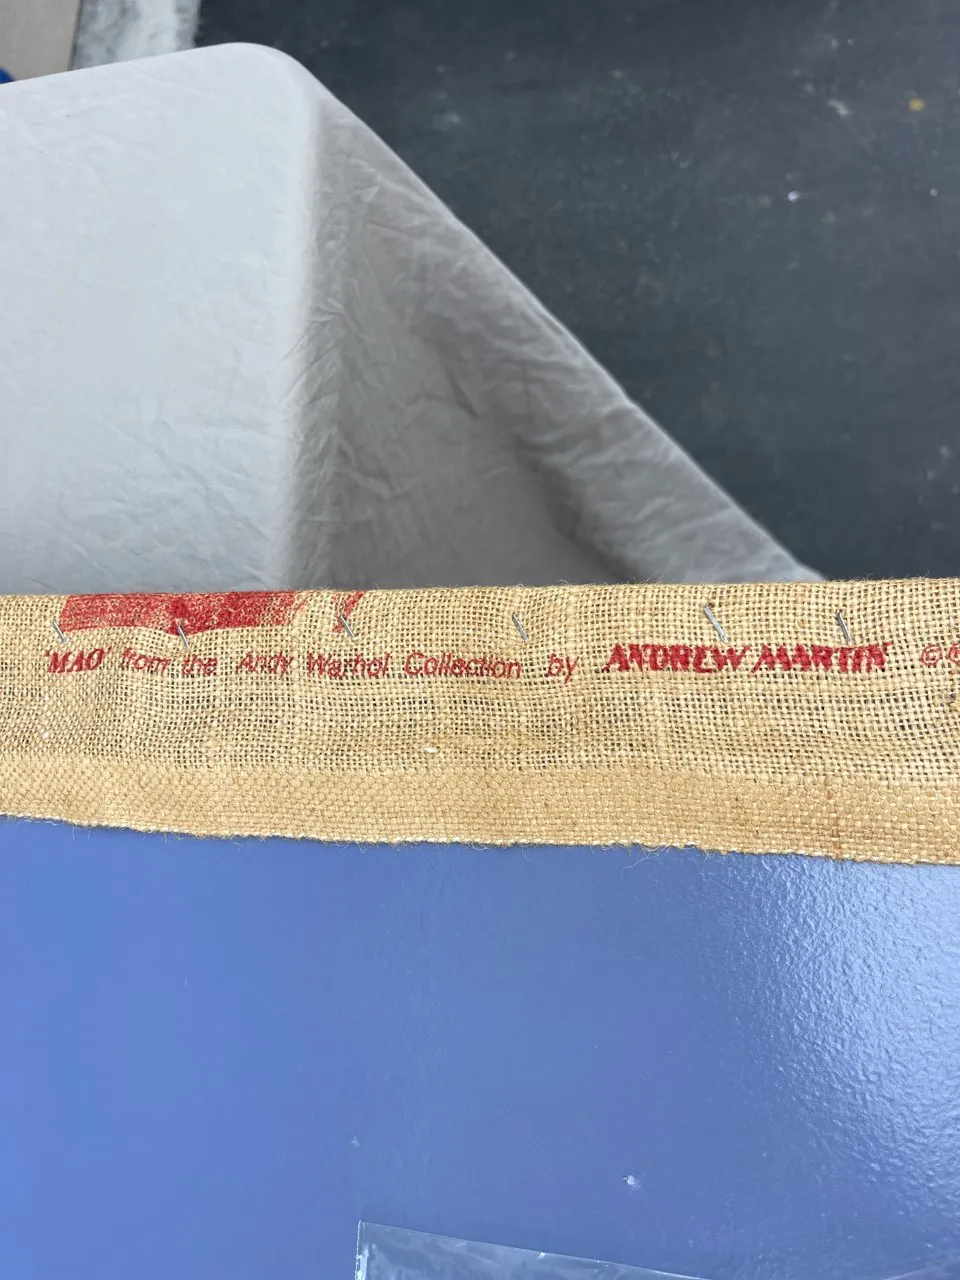 'MAO' from the Andy Warhol Collection by ANDREW MARTIN ©